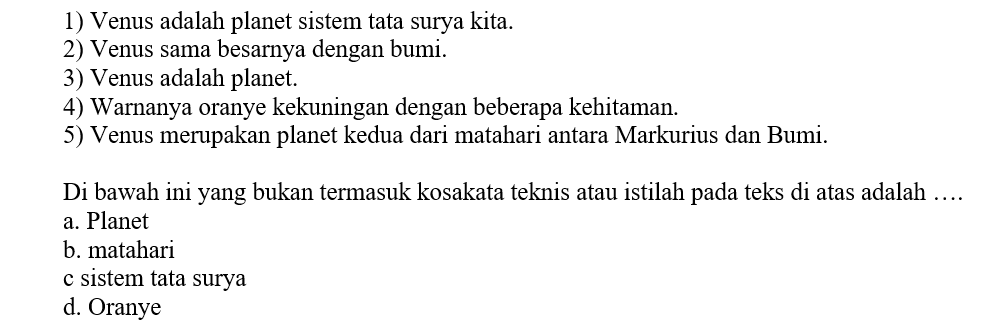 1) Venus adalah planet sistem tata surya kita.
2) Venus sama besarnya dengan bumi.
3) Venus adalah planet.
4) Warnanya oranye kekuningan dengan beberapa kehitaman.
5) Venus merupakan planet kedua dari matahari antara Markurius dan Bumi.
Di bawah ini yang bukan termasuk kosakata teknis atau istilah pada teks di atas adalah ….
a. Planet
b. matahari
c sistem tata surya
d. Oranye